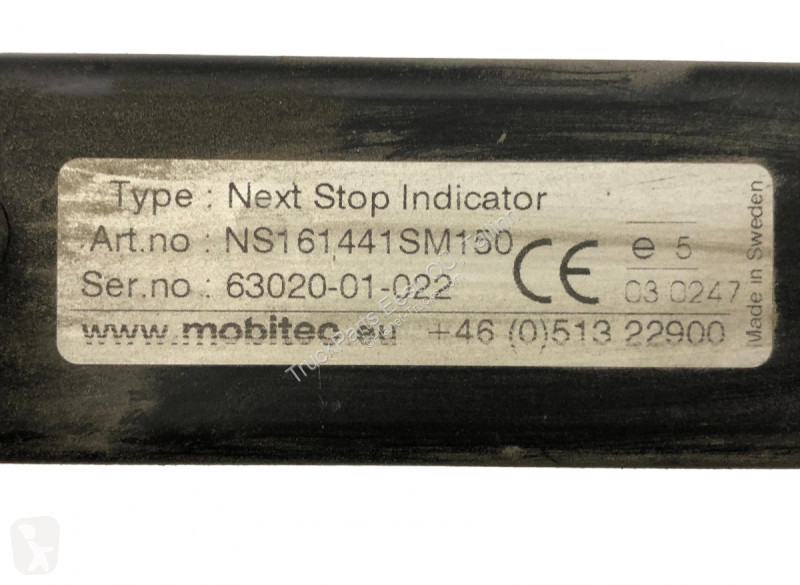 Type : Next Stop Indicator
Art.no : NS161441SM150
Ser.no : 63020-01-022
CE
e 5
03 0247
www.mobitec.eu +46 (0)513 22900
Made in Sweden